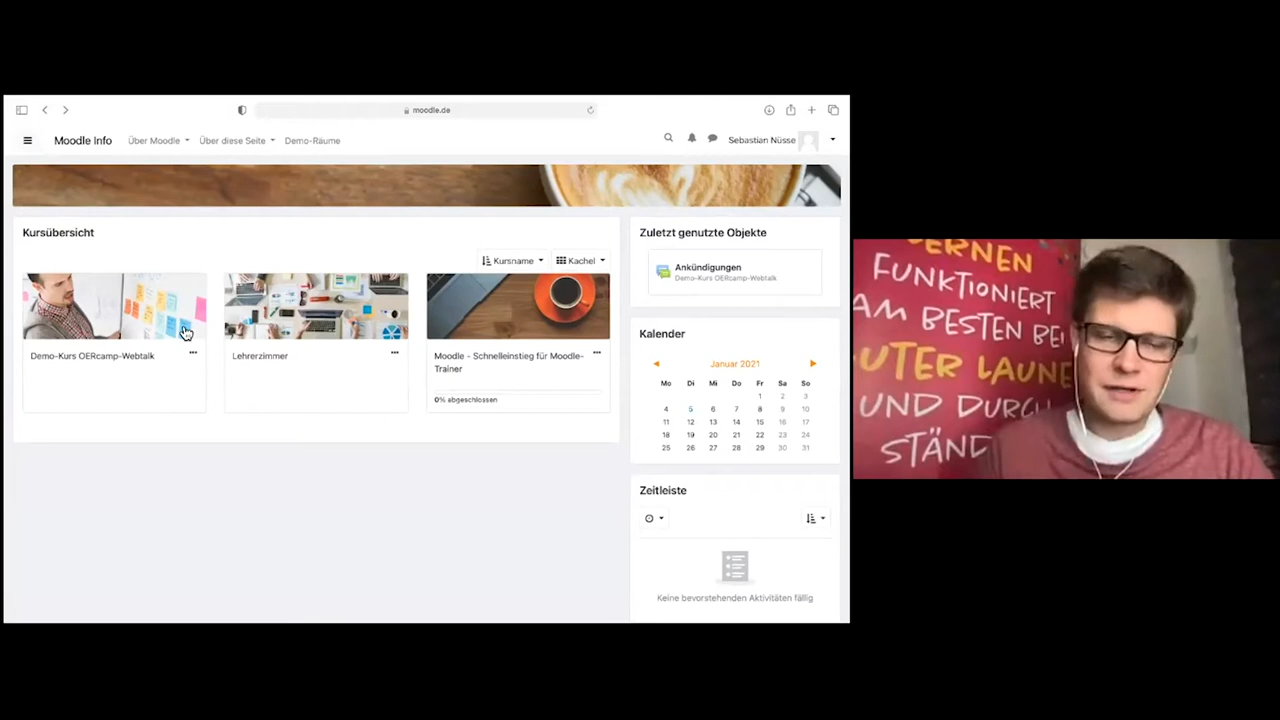 moodle.de
Moodle Info Über Moodle Über diese Seite Demo-Räume Sebastian Nüsse
Kursübersicht
Kursname Kachel
Demo-Kurs OERcamp-Webtalk
Lehrerzimmer
Moodle - Schnelleinstieg für Moodle-
Trainer
0% abgeschlossen
Zuletzt genutzte Objekte
Ankündigungen
Demo-Kurs OERcamp-Webtalk
Kalender
Januar 2021
Mo Di Mi Do Fr Sa So
1 2 3
4 5 6 7 8 9 10
11 12 13 14 15 16 17
18 19 20 21 22 23 24
25 26 27 28 29 30 31
Zeitleiste
Keine bevorstehenden Aktivitäten fällig
ERNEN
FUNKTIONIERT
AM BESTEN BEI
UTER LAUNE
UND DURCH
STÄND